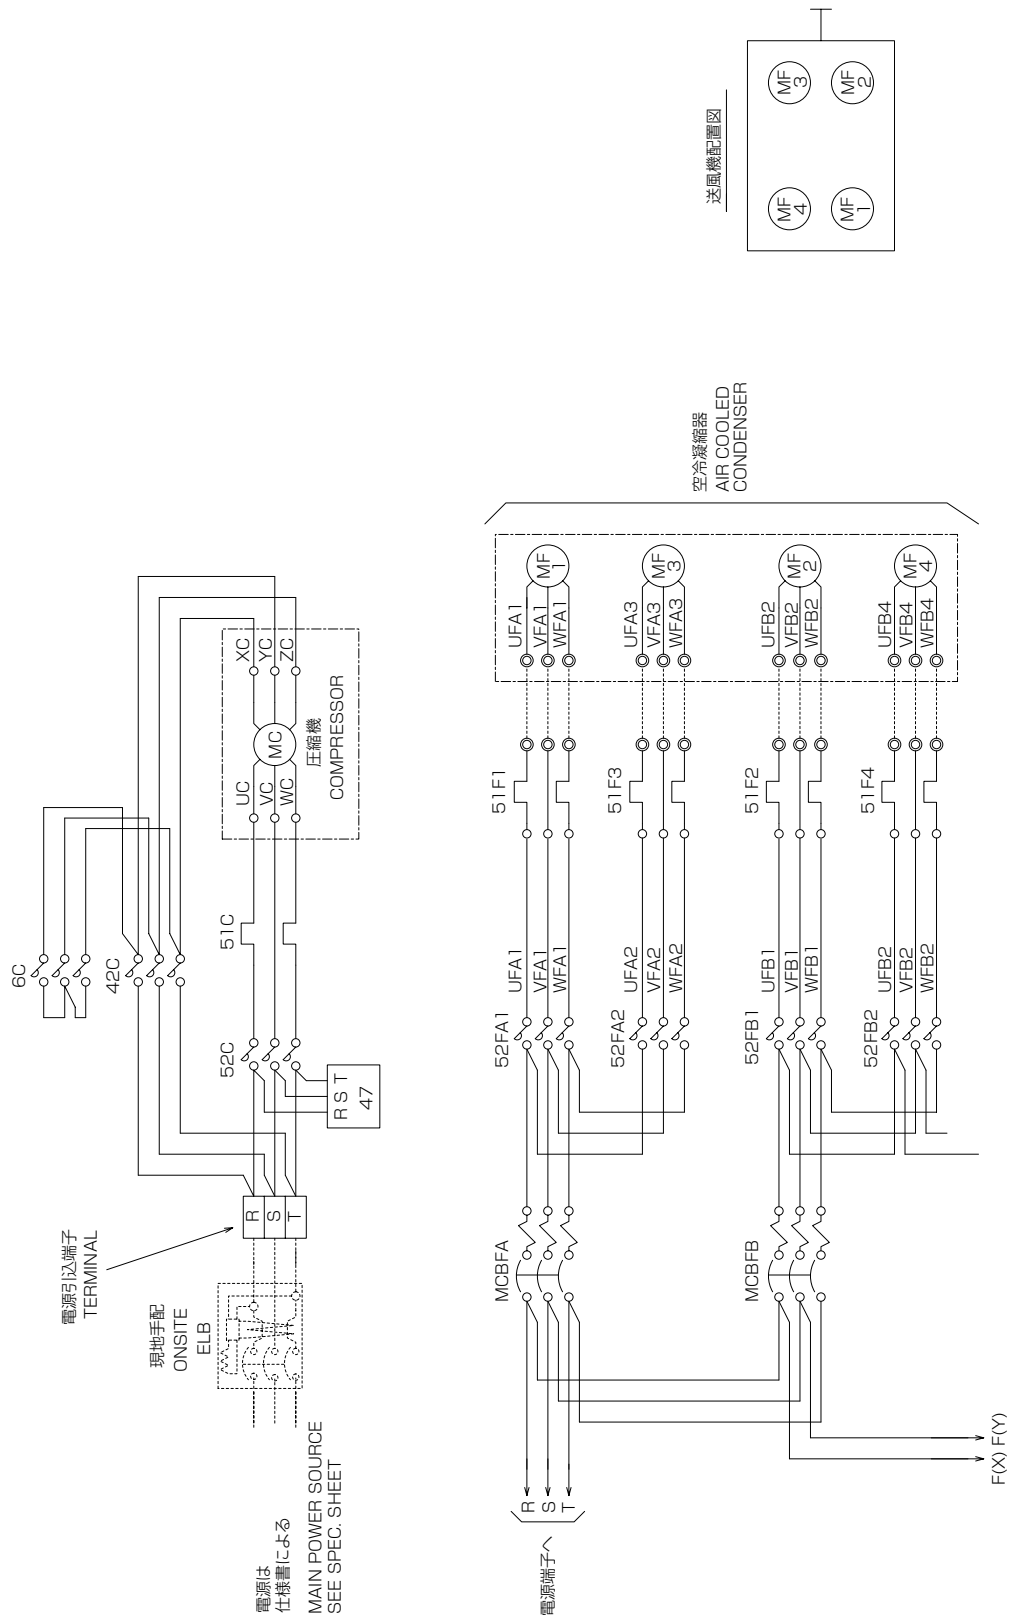 電源は
仕様書による
MAIN POWER SOURCE
SEE SPEC. SHEET
現地手配
ONSITE
ELB
電源引込端子
TERMINAL
R
S
T
6C
42C
52C
R S T
47
51C
UC
VC
WC
MC
XC
YC
ZC
圧縮機
COMPRESSOR
電源端子へ
R
S
T
MCBFA
MCBFB
F(X) F(Y)
52FA1
UFA1
VFA1
WFA1
51F1
UFA1
VFA1
WFA1
MF
1
52FA2
UFA2
VFA2
WFA2
51F3
UFA3
VFA3
WFA3
MF
3
52FB1
UFB1
VFB1
WFB1
51F2
UFB2
VFB2
WFB2
MF
2
52FB2
UFB2
VFB2
WFB2
51F4
UFB4
VFB4
WFB4
MF
4
空冷凝縮器
AIR COOLED
CONDENSER
送風機配置図
MF
4
MF
3
MF
1
MF
2